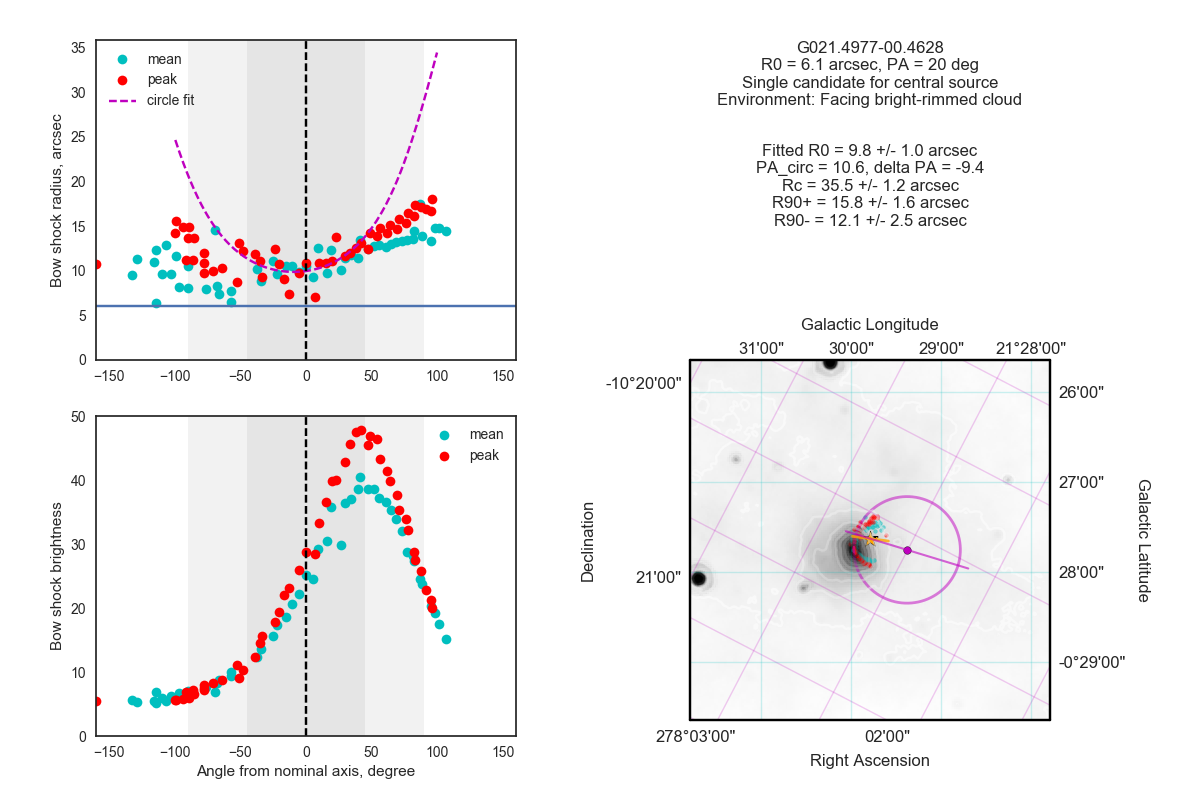 35
30
25
20
15
10
5
0
Bow shock radius, arcsec
mean
peak
circle fit
−150
−100
−50
0
50
100
150
50
40
30
20
10
0
Bow shock brightness
mean
peak
−150
−100
−50
0
50
100
150
Angle from nominal axis, degree
G021.4977-00.4628
R0 = 6.1 arcsec, PA = 20 deg
Single candidate for central source
Environment: Facing bright-rimmed cloud
Fitted R0 = 9.8 +/- 1.0 arcsec
PA_circ = 10.6, delta PA = -9.4
Rc = 35.5 +/- 1.2 arcsec
R90+ = 15.8 +/- 1.6 arcsec
R90- = 12.1 +/- 2.5 arcsec
Galactic Longitude
31'00"
30'00"
29'00"
21°28'00"
-10°20'00"
21'00"
Declination
26'00"
27'00"
28'00"
-0°29'00"
Galactic Latitude
278°03'00"
02'00"
Right Ascension